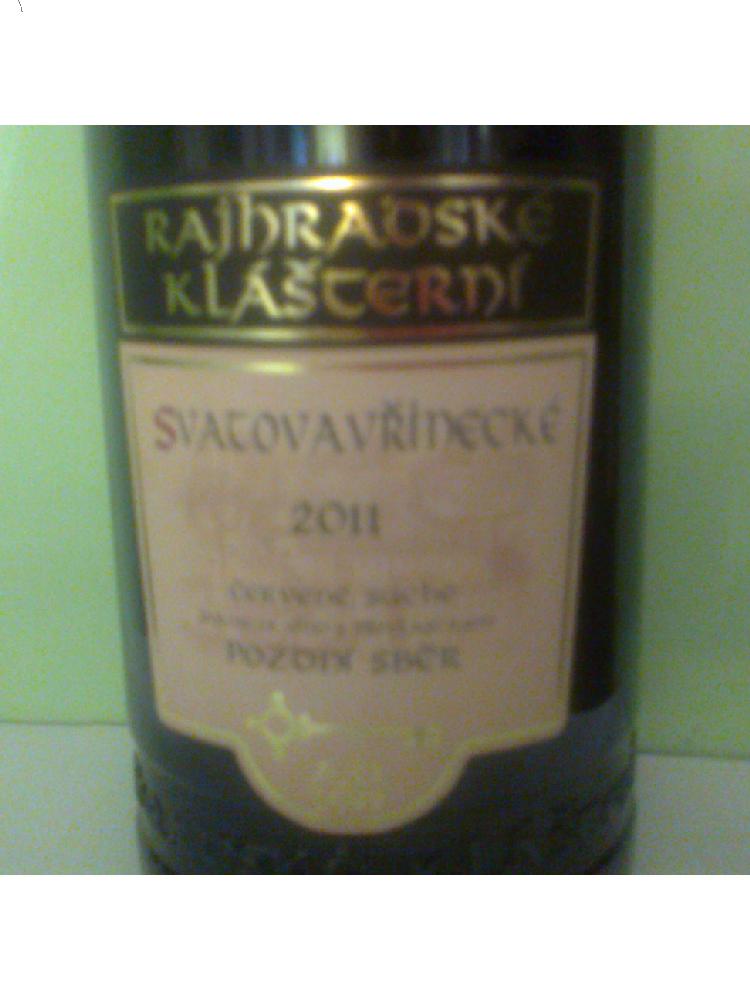 RAJHRADSKÉ
KLÁŠTERNÍ
SVATOVAVŘINECKÉ
2011
ČERVENÉ SUCHÉ
POZDNÍ SBĚR